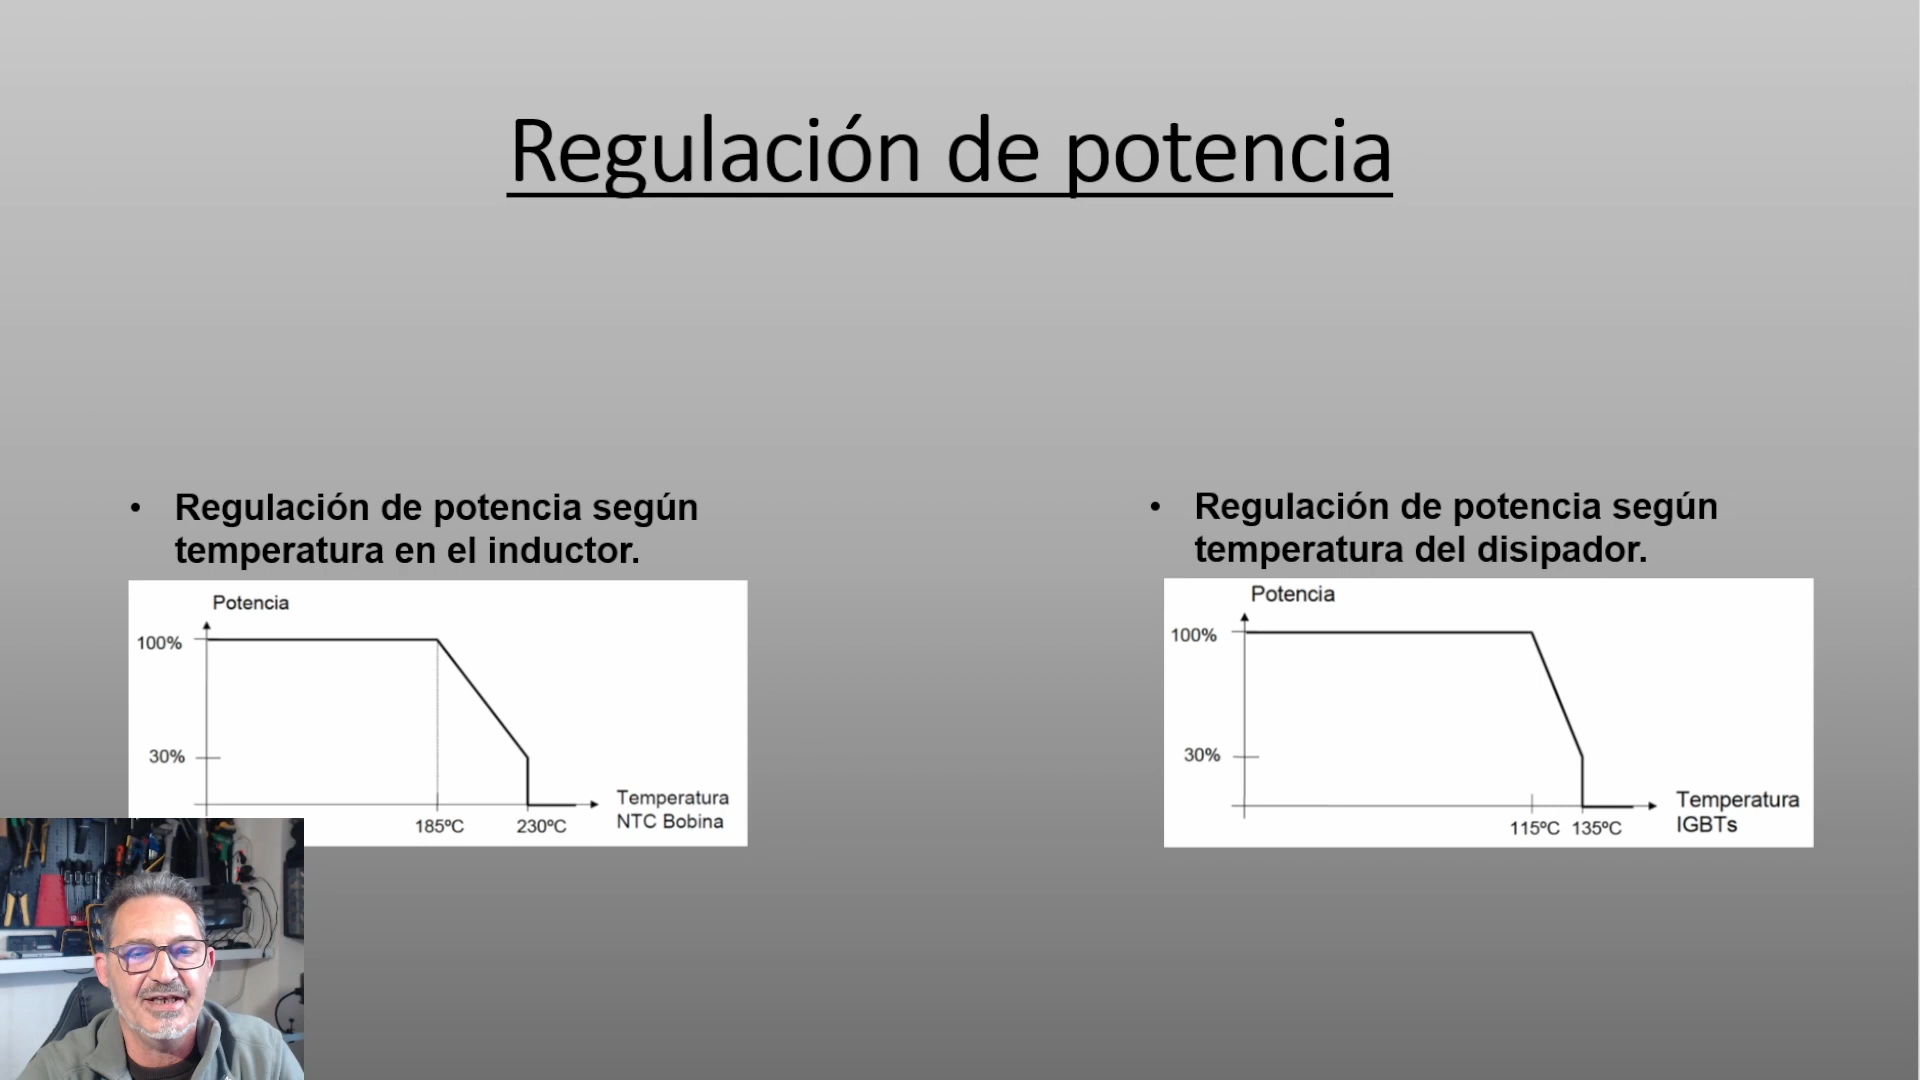 Regulación de potencia
• Regulación de potencia según
temperatura en el inductor.
Potencia
100%
30%
185ºC 230ºC
Temperatura
NTC Bobina
• Regulación de potencia según
temperatura del disipador.
Potencia
100%
30%
115ºC 135ºC
Temperatura
IGBTs